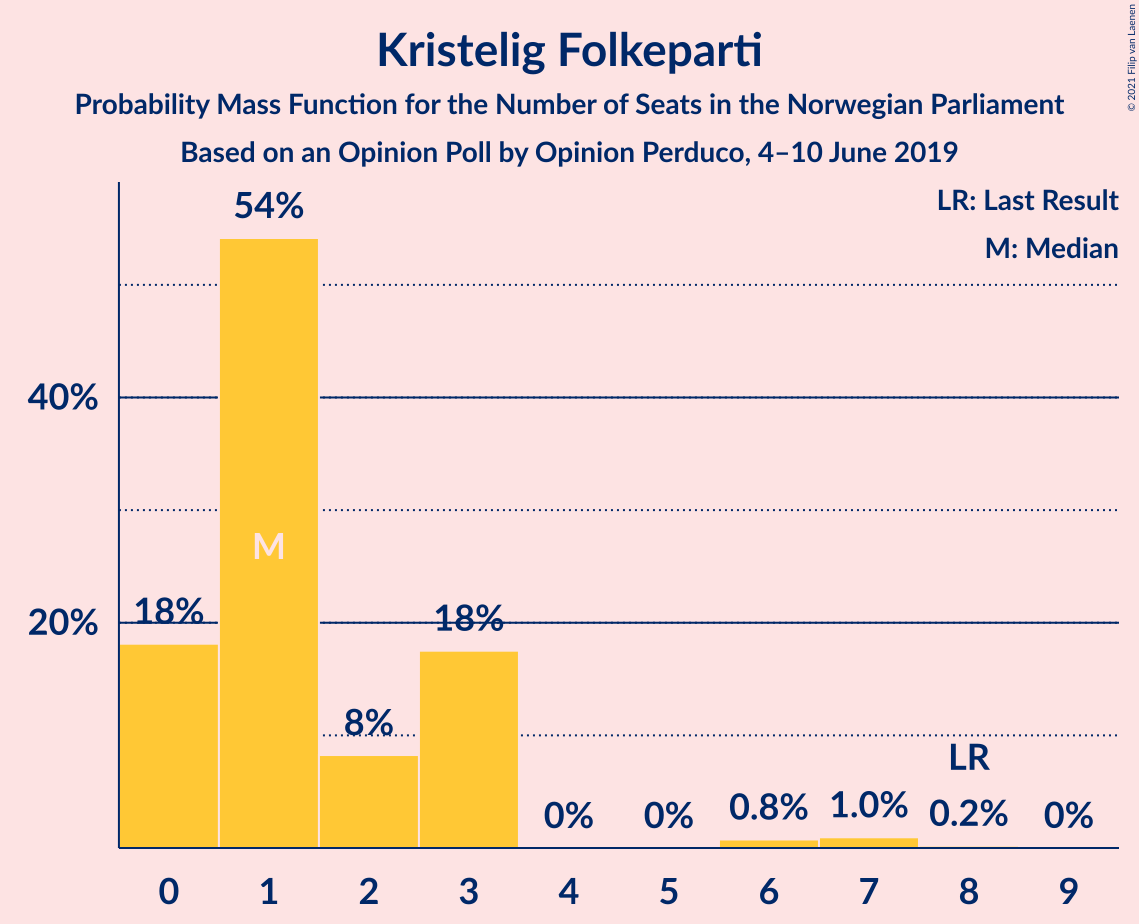 Kristelig Folkeparti
Probability Mass Function for the Number of Seats in the Norwegian Parliament
Based on an Opinion Poll by Opinion Perduco, 4–10 June 2019
© 2021 Filip van Laenen
LR: Last Result
M: Median
54%
40%
M
20%
18%
18%
8%
LR
0%
0%
0.8%
1.0%
0.2%
0%
0
1
2
3
4
5
6
7
8
9